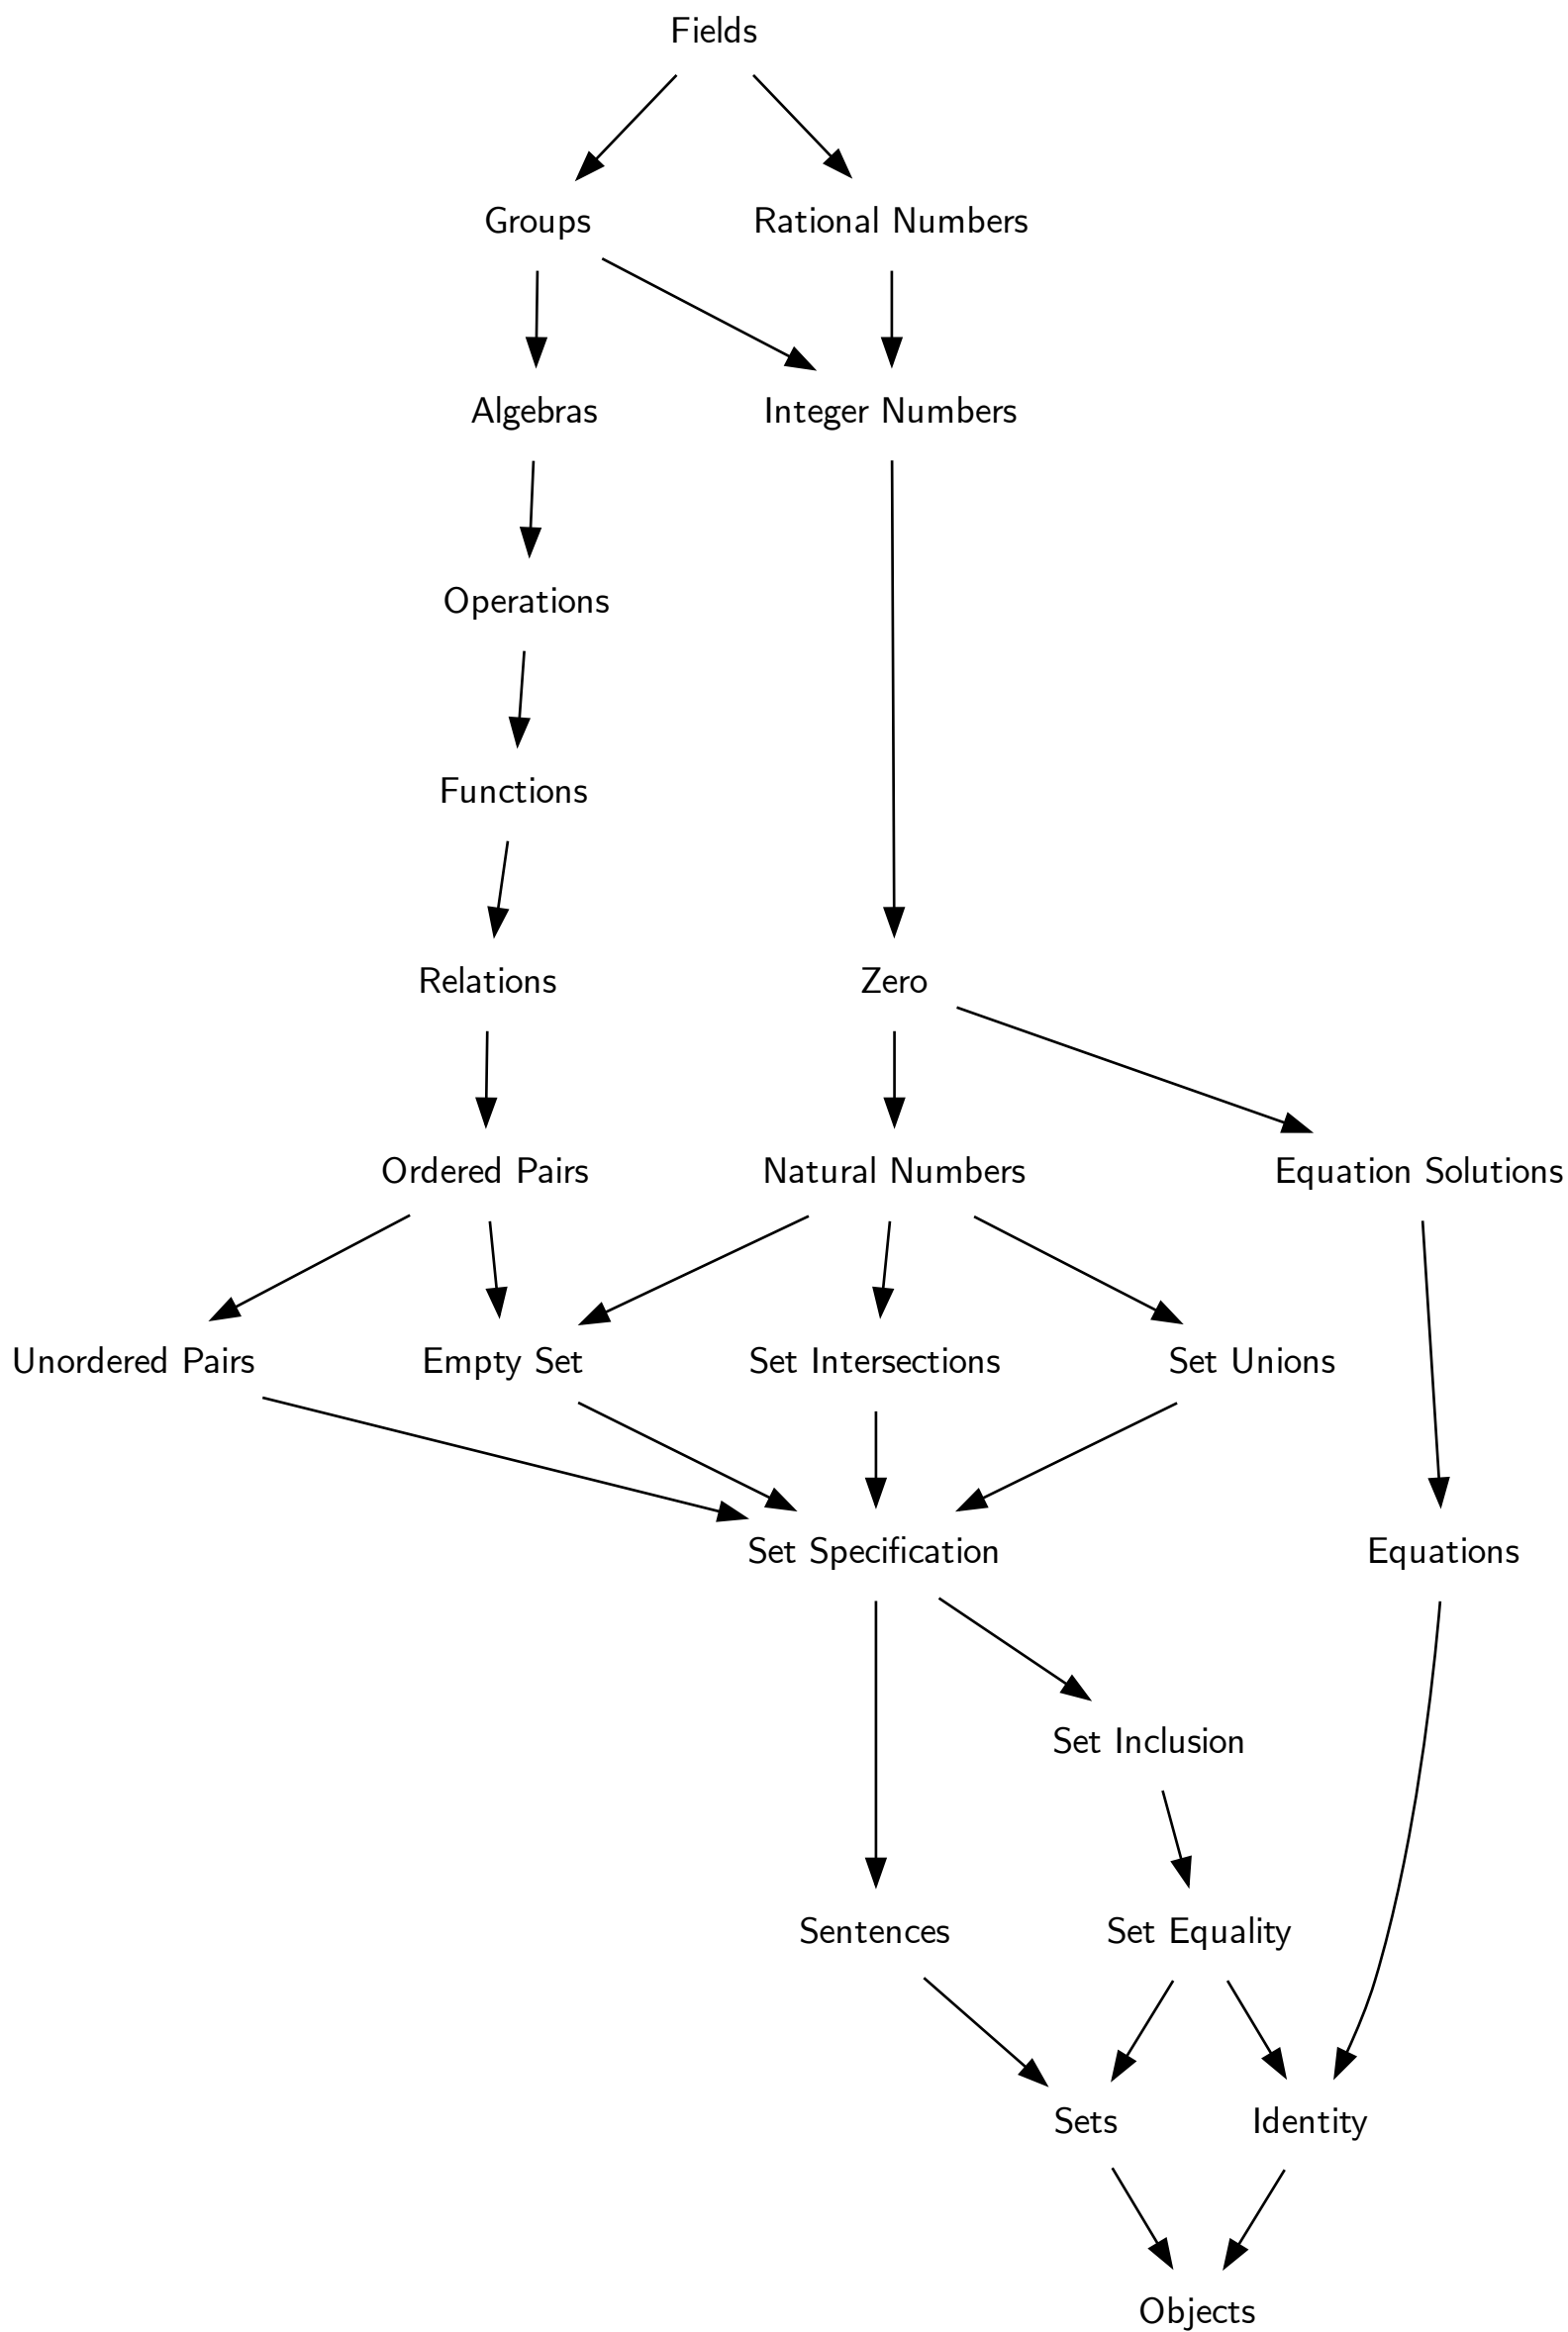 Fields
Groups
Rational Numbers
Algebras
Integer Numbers
Operations
Functions
Relations
Zero
Ordered Pairs
Natural Numbers
Equation Solutions
Unordered Pairs
Empty Set
Set Intersections
Set Unions
Set Specification
Equations
Set Inclusion
Sentences
Set Equality
Sets
Identity
Objects